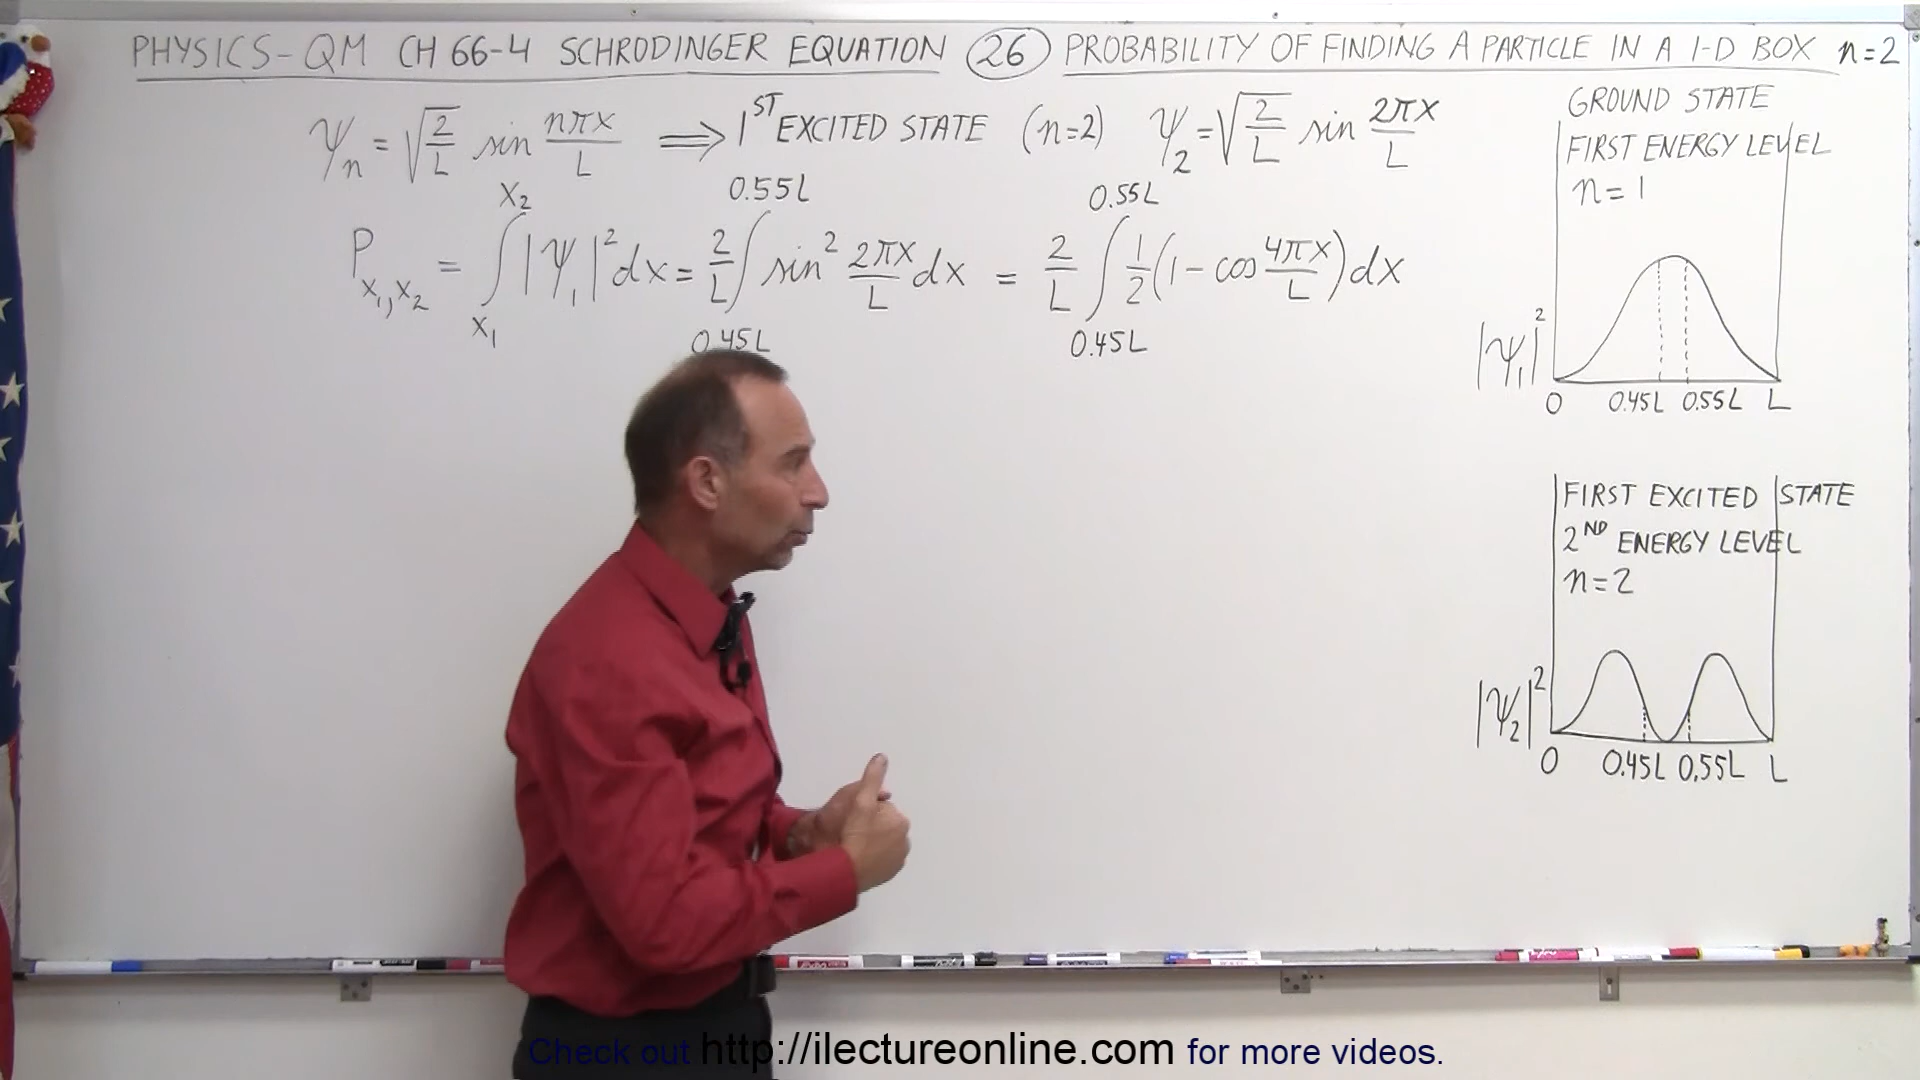 PHYSICS-QM CH 66-4 SCHRODINGER EQUATION 26 PROBABILITY OF FINDING A PARTICLE IN A 1-D BOX n=2
ψn = √(2/L) sin nπx/L ⟹ 1ST EXCITED STATE (n=2) ψ2 = √(2/L) sin 2πx/L
Px1,x2 = ∫x1^x2 |ψ1|² dx = 2/L ∫0.45L^0.55L sin² 2πx/L dx = 2/L ∫0.45L^0.55L 1/2 (1 - cos 4πx/L) dx
GROUND STATE
FIRST ENERGY LEVEL
n=1
|ψ1|²
0 0.45L 0.55L L
FIRST EXCITED STATE
2ND ENERGY LEVEL
n=2
|ψ2|²
0 0.45L 0.55L L
Check out http://ilectureonline.com for more videos.